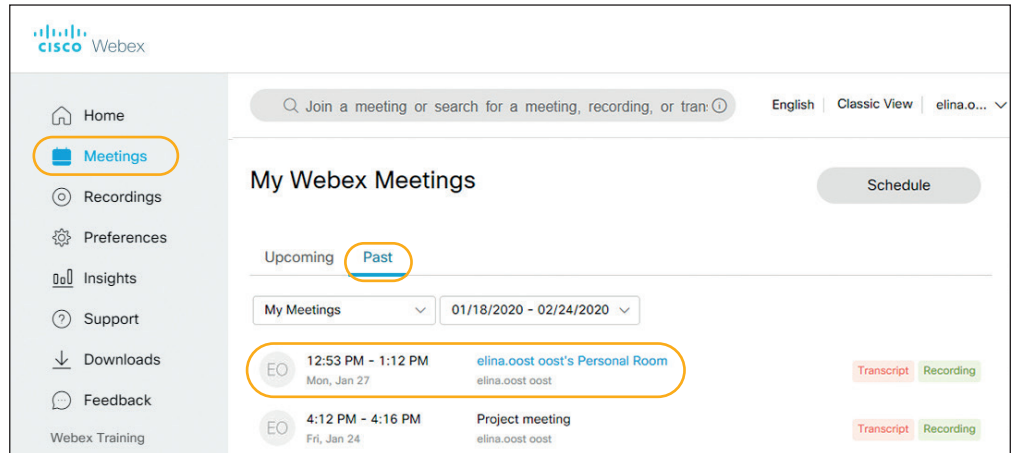 CISCO Webex
Home
Meetings
Recordings
Preferences
Insights
Support
Downloads
Feedback
Webex Training
Join a meeting or search for a meeting, recording, or tran:
English
Classic View
elina.o...
My Webex Meetings
Schedule
Upcoming
Past
My Meetings
01/18/2020 - 02/24/2020
EO
12:53 PM - 1:12 PM
Mon, Jan 27
elina.oost oost's Personal Room
elina.oost oost
Transcript
Recording
EO
4:12 PM - 4:16 PM
Fri, Jan 24
Project meeting
elina.oost oost
Transcript
Recording